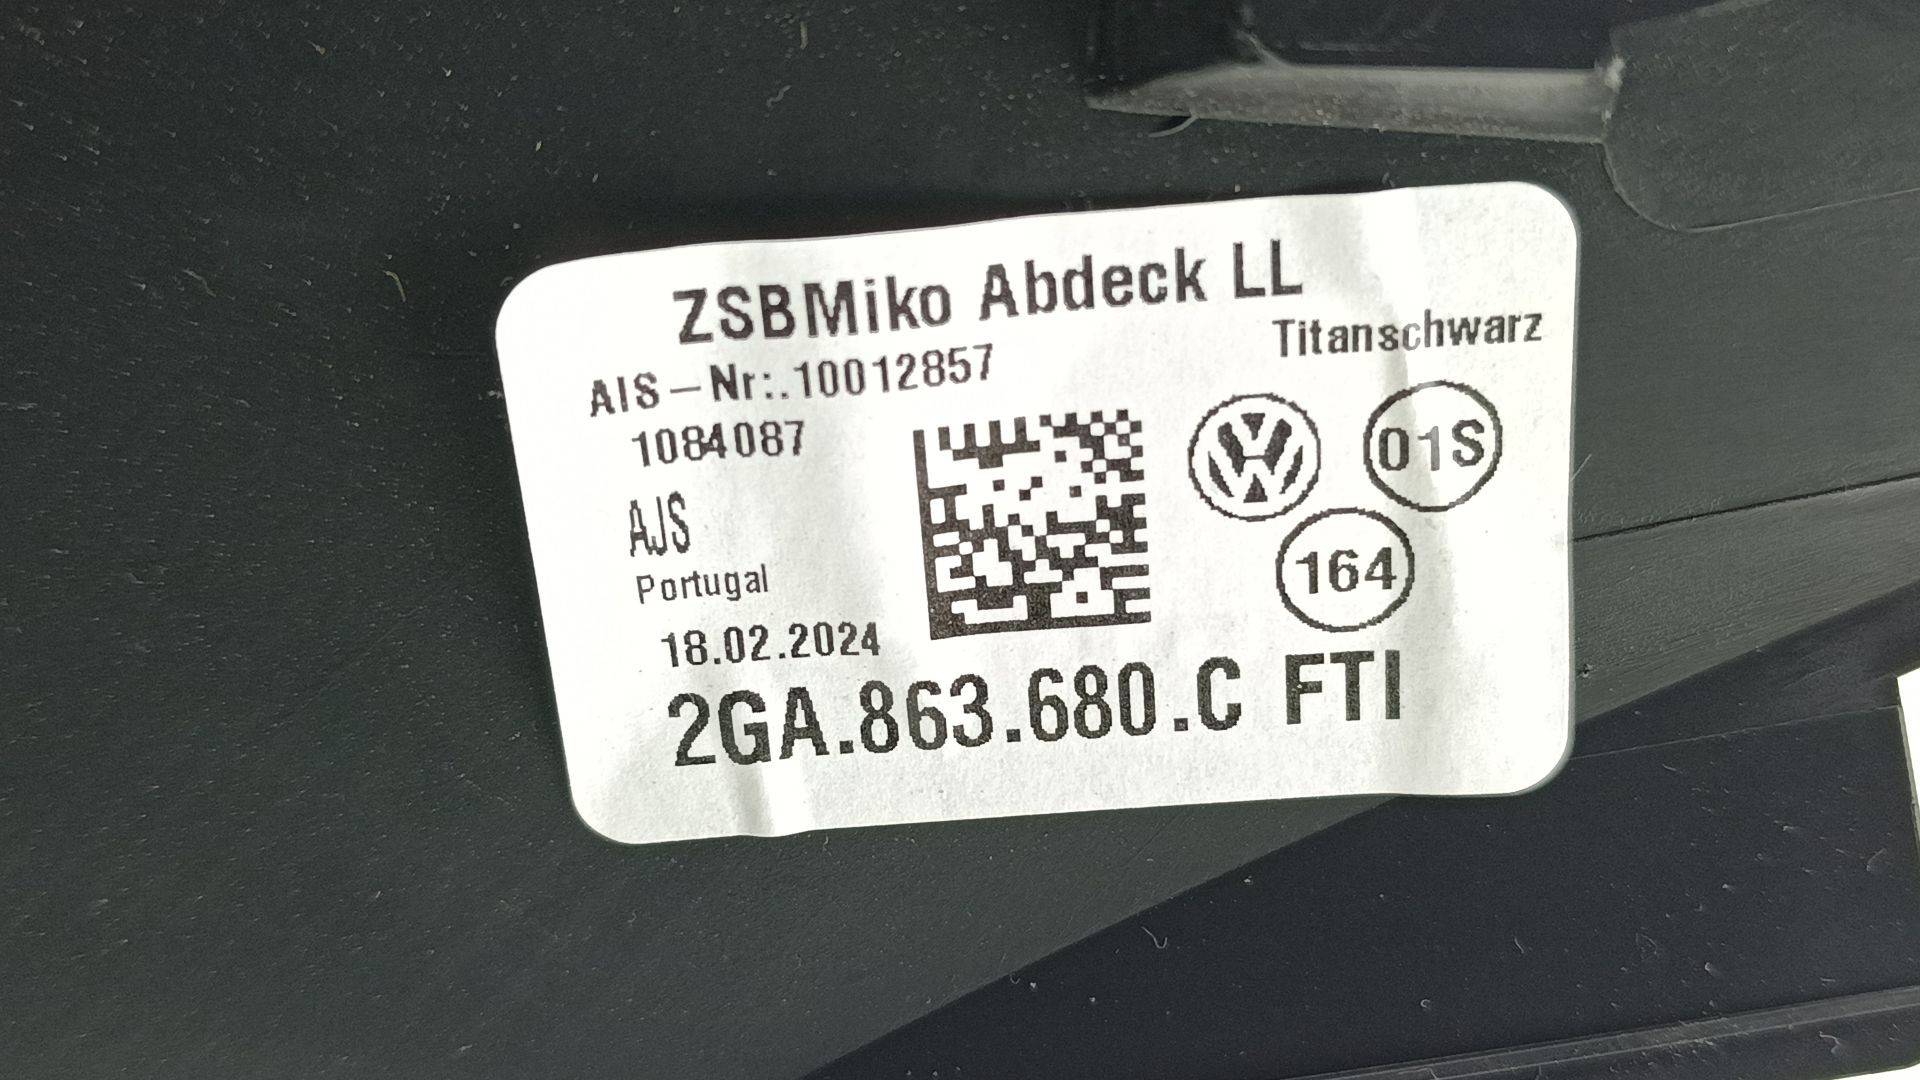 ZSBMiko Abdeck LL
Titanschwarz
AIS-Nr:.10012857
1084087
01S
AJS
164
Portugal
18.02.2024
2GA.863.680.C FTI